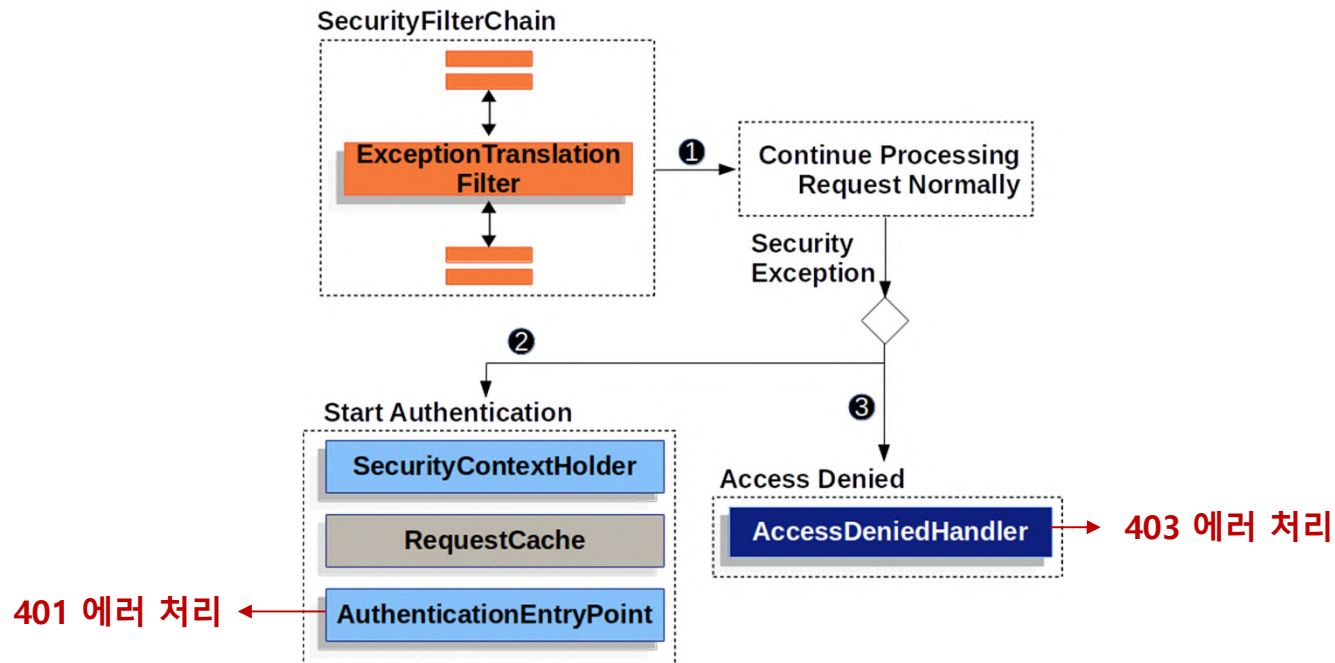 SecurityFilterChain
ExceptionTranslation
Filter
❶
Continue Processing
Request Normally
Security
Exception
❷
❸
Start Authentication
SecurityContextHolder
RequestCache
AuthenticationEntryPoint
401 에러 처리
Access Denied
AccessDeniedHandler
403 에러 처리